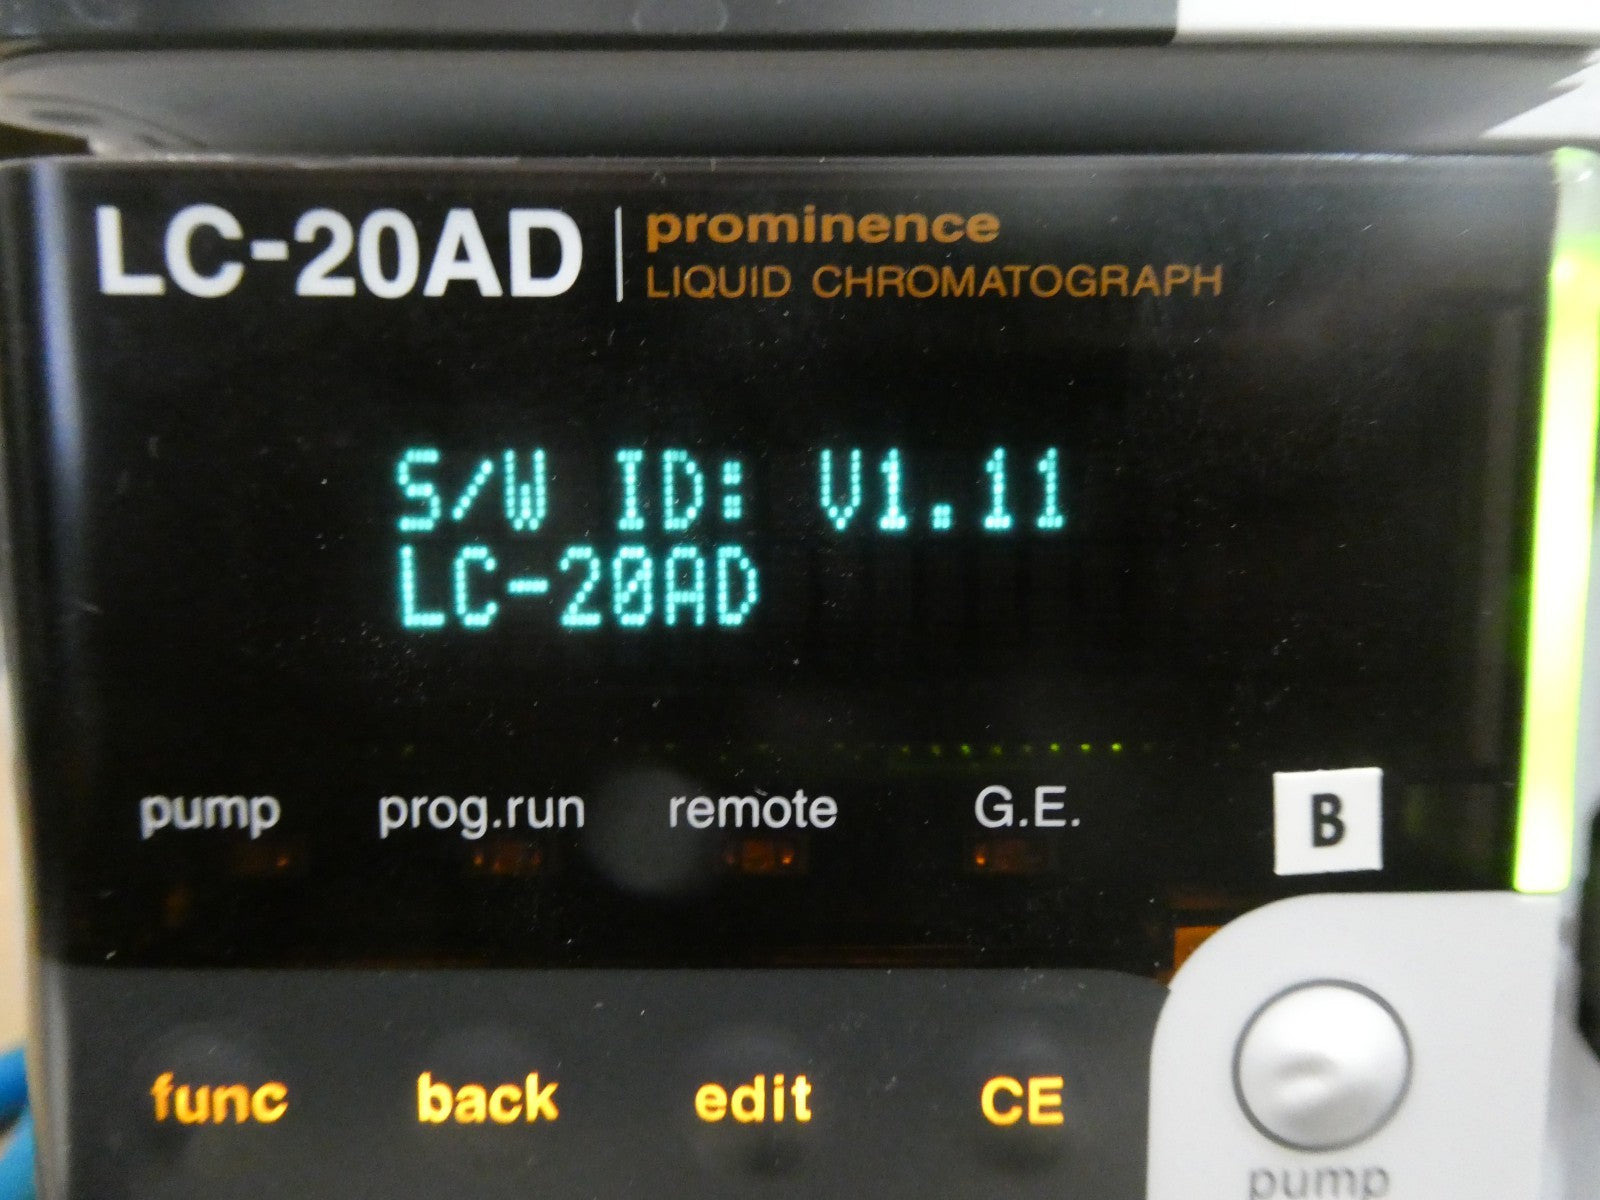 LC-20AD
prominence
LIQUID CHROMATOGRAPH
S/W ID: V1.11
LC-20AD
pump prog.run remote G.E. B
func back edit CE
pump